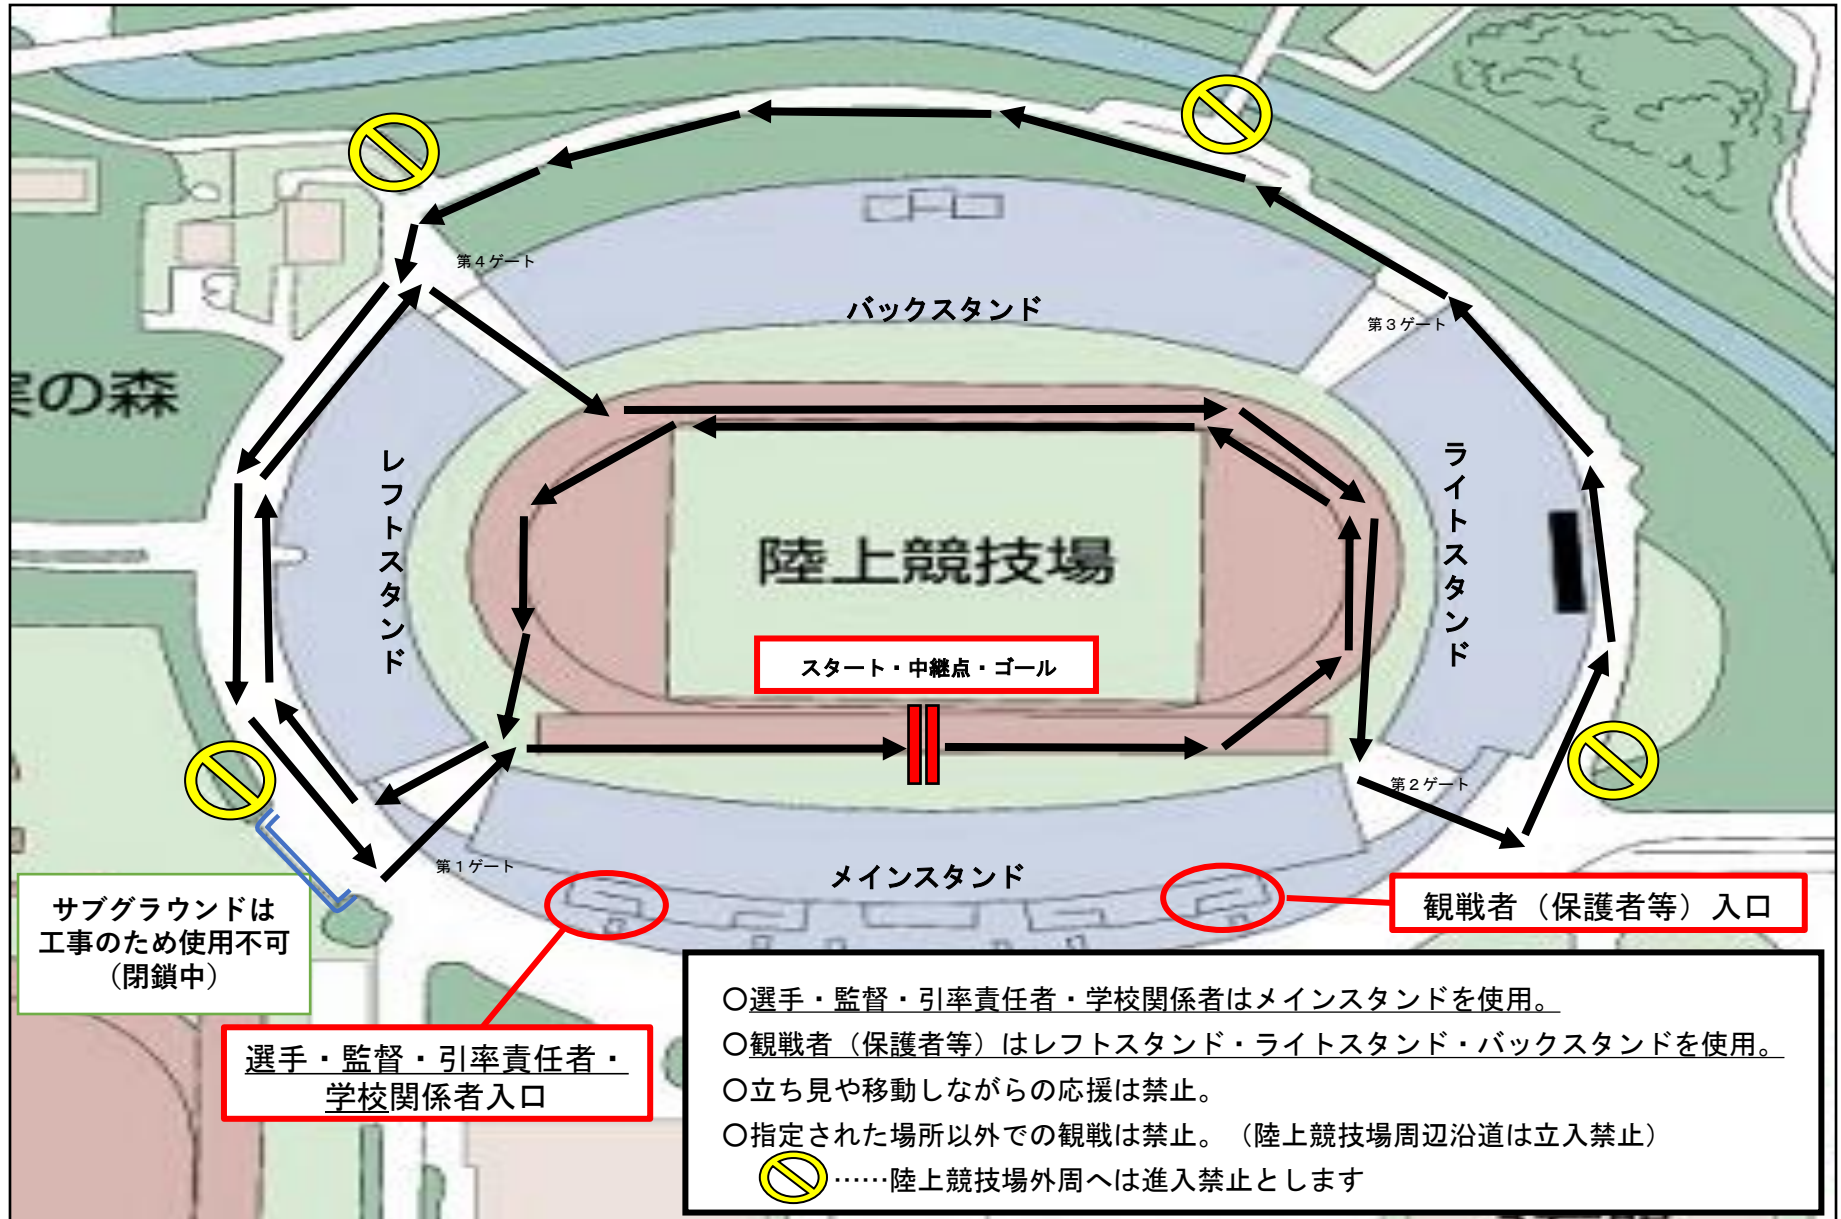 第４ゲート
バックスタンド
第３ゲート
の森
レフトスタンド
ライトスタンド
陸上競技場
スタート・中継点・ゴール
第２ゲート
第１ゲート
メインスタンド
サブグラウンドは
工事のため使用不可
（閉鎖中）
観戦者（保護者等）入口
選手・監督・引率責任者・
学校関係者入口
〇選手・監督・引率責任者・学校関係者はメインスタンドを使用。
〇観戦者（保護者等）はレフトスタンド・ライトスタンド・バックスタンドを使用。
〇立ち見や移動しながらの応援は禁止。
〇指定された場所以外での観戦は禁止。（陸上競技場周辺沿道は立入禁止）
……陸上競技場外周へは進入禁止とします